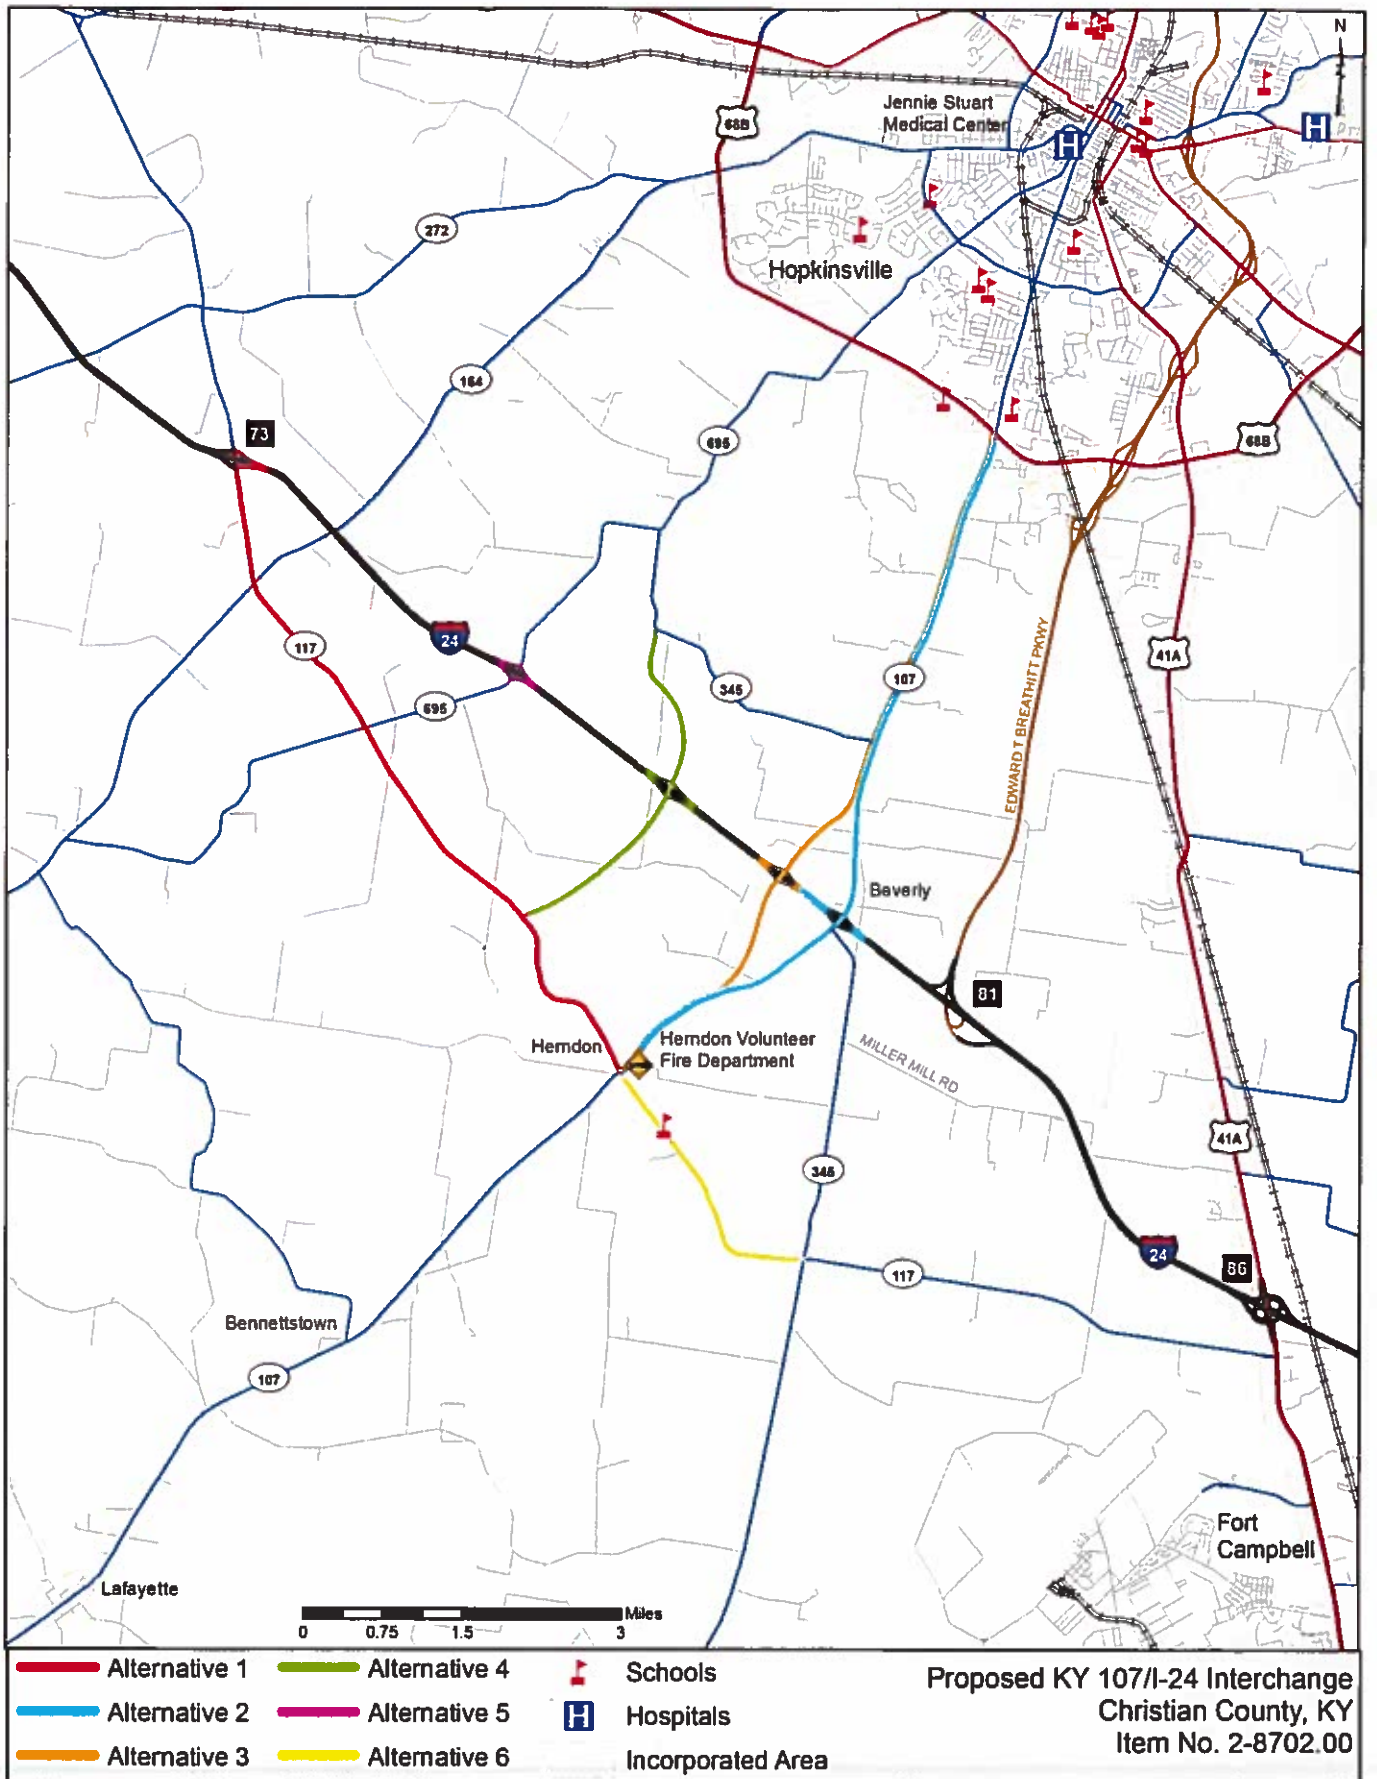 N
Jennie Stuart
Medical Center
H
H
68B
272
Hopkinsville
164
73
695
68B
117
24
695
345
107
41A
EDWARD T BREATHITT PKWY
Beverly
81
Herndon
Herndon Volunteer
Fire Department
MILLER MILL RD
345
41A
24
86
117
Bennettstown
107
Fort
Campbell
Lafayette
Miles
0 0.75 1.5 3
Alternative 1
Alternative 4
Schools
Proposed KY 107/I-24 Interchange
Alternative 2
Alternative 5
H Hospitals
Christian County, KY
Alternative 3
Alternative 6
Incorporated Area
Item No. 2-8702.00